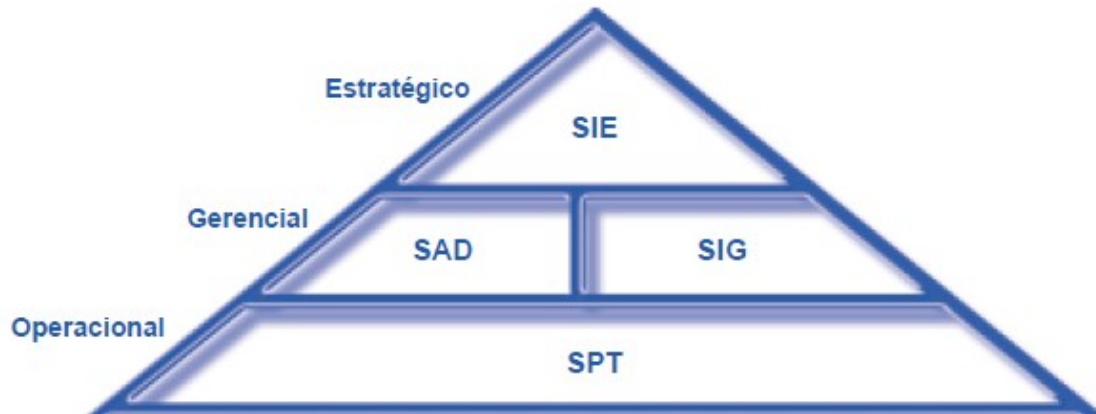 Estratégico
SIE
Gerencial
SAD
SIG
Operacional
SPT